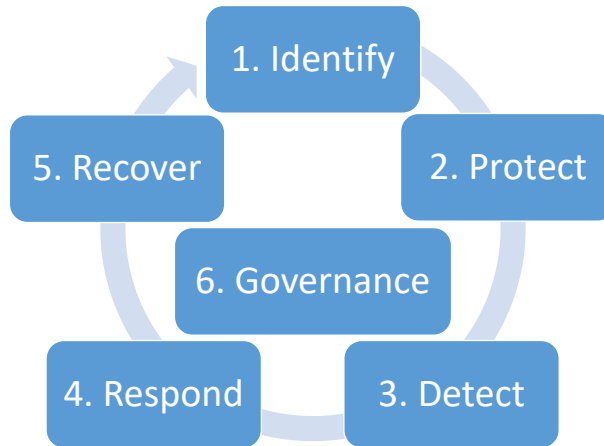 1. Identify
2. Protect
3. Detect
4. Respond
5. Recover
6. Governance